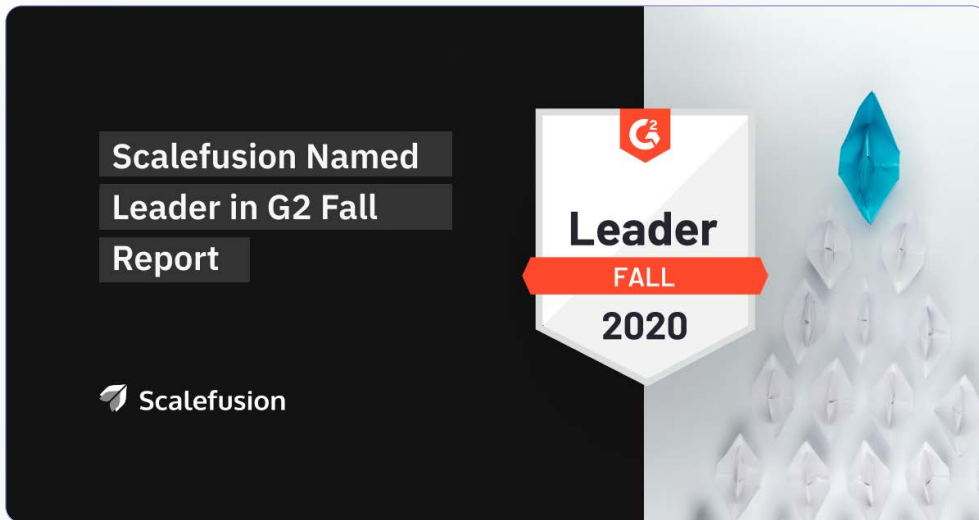 Scalefusion Named
Leader in G2 Fall
Report
Scalefusion
G2
Leader
FALL
2020